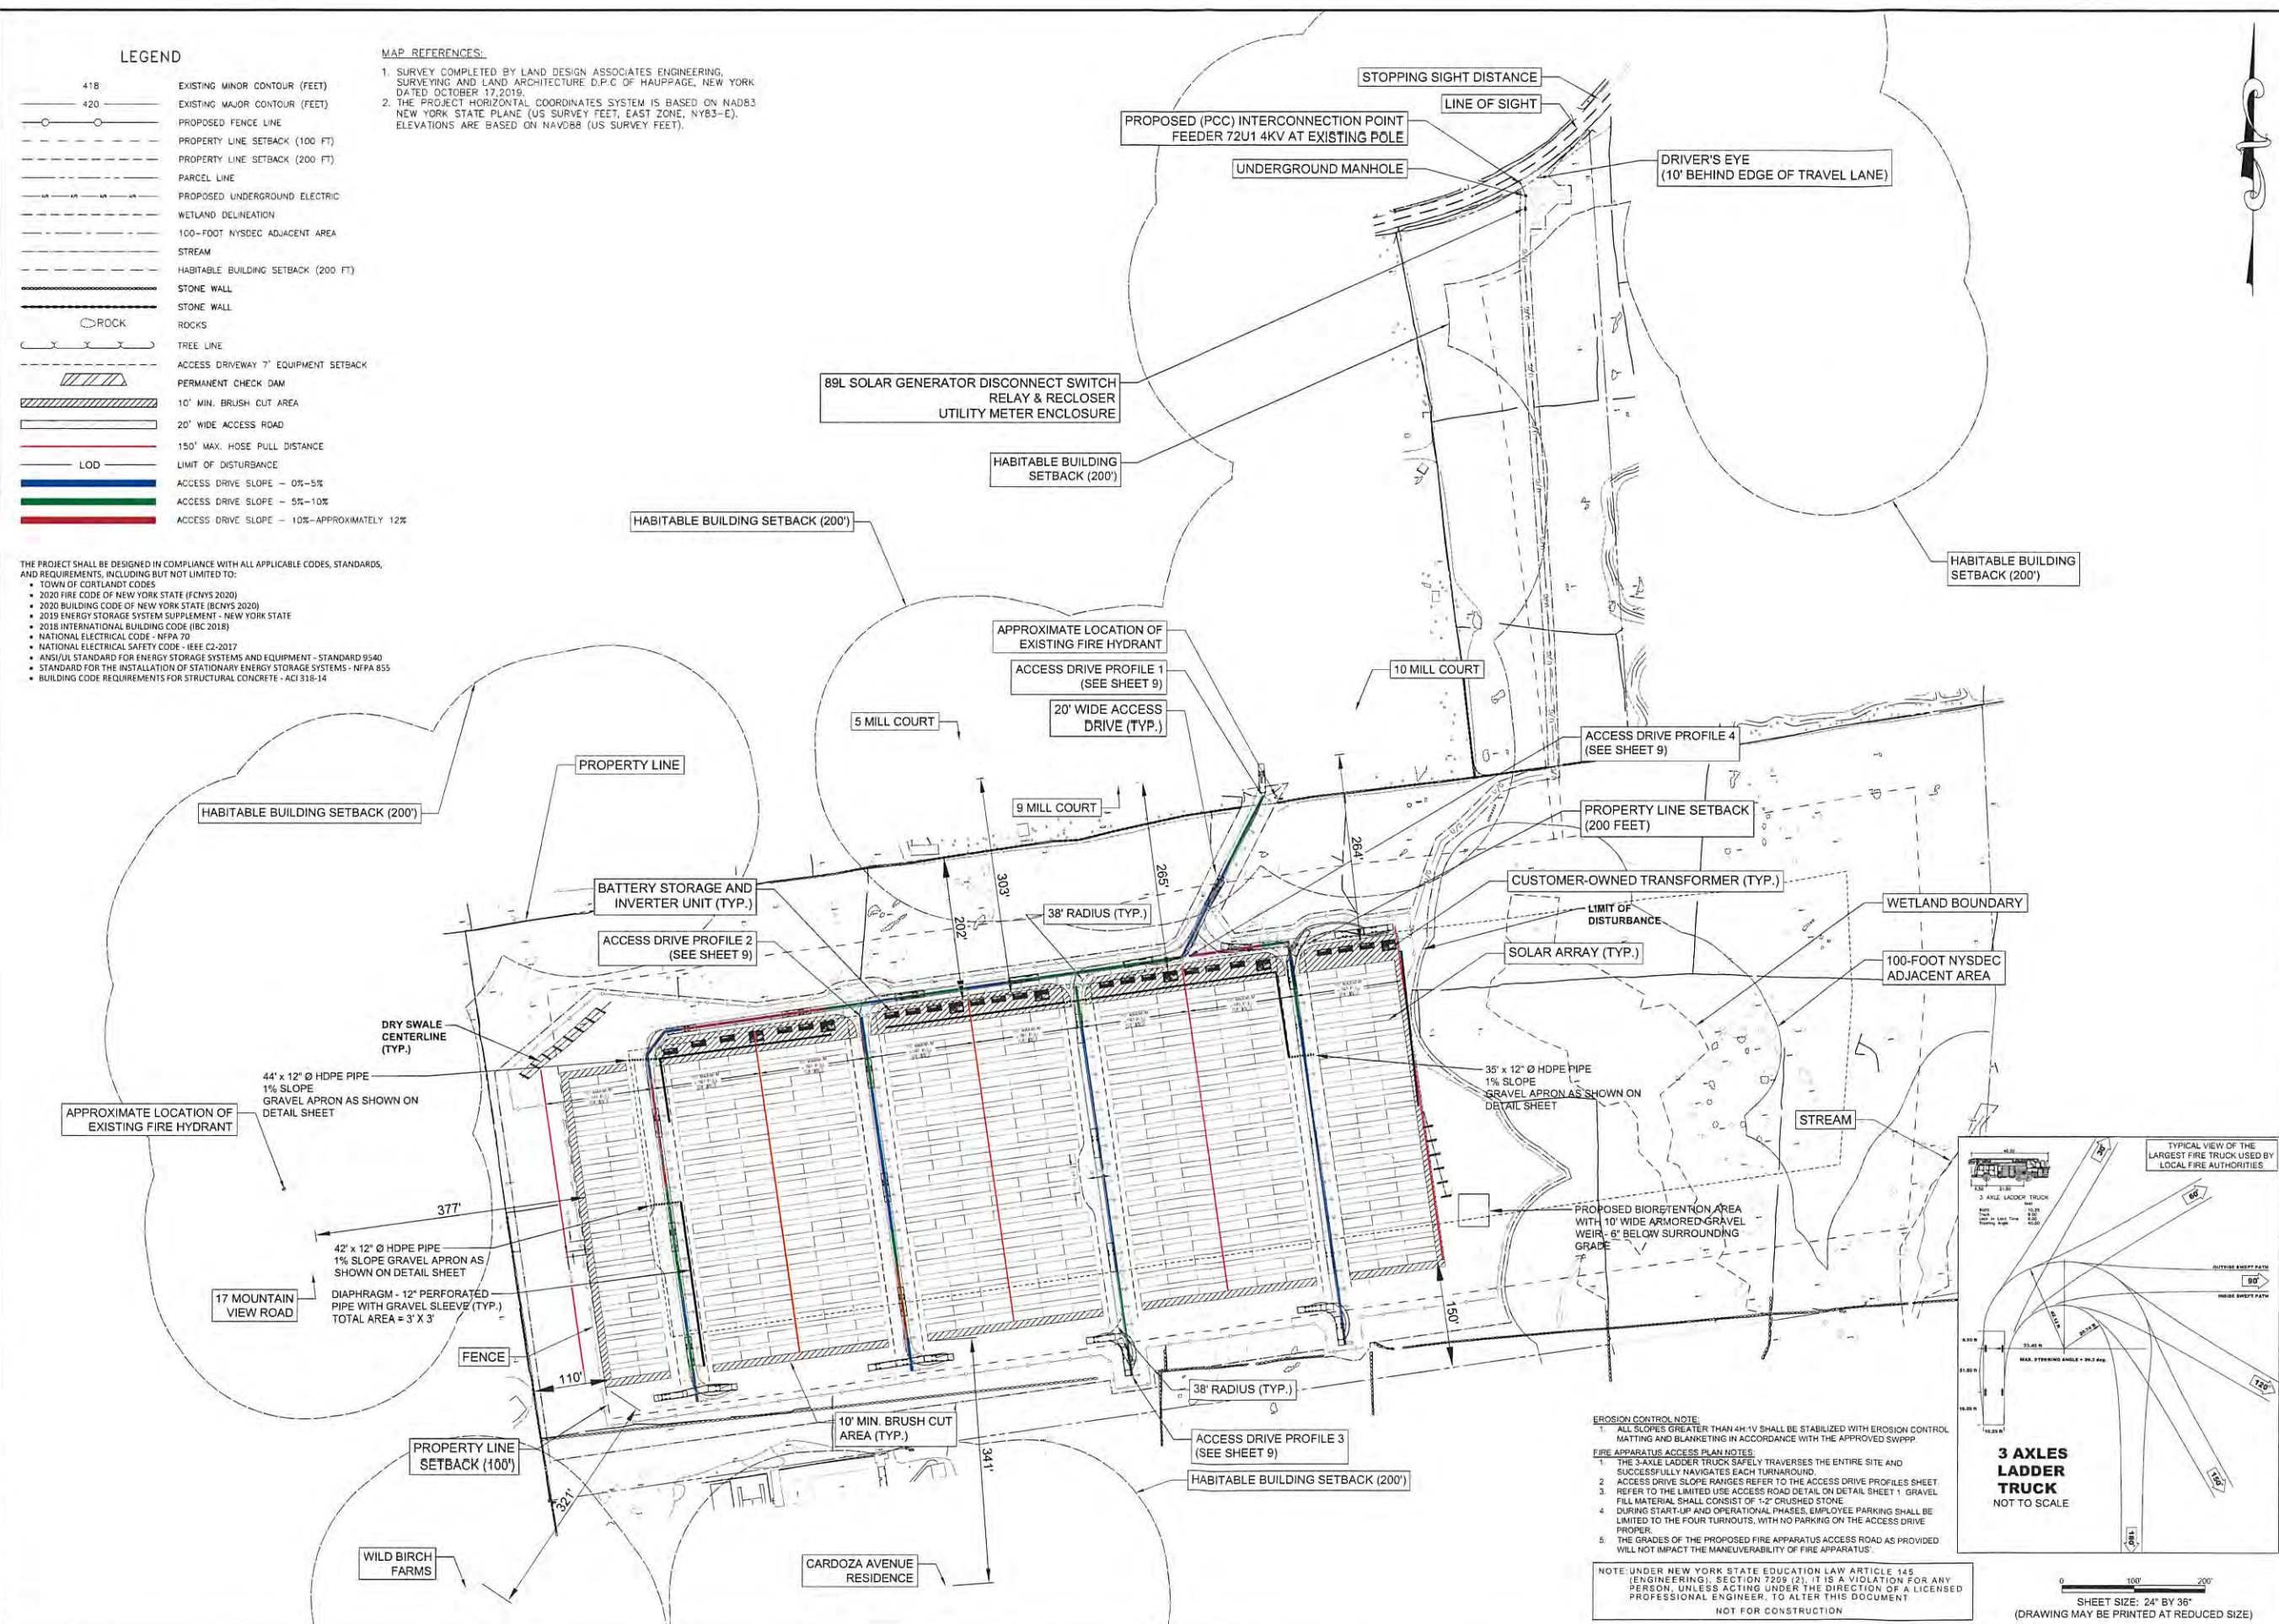 LEGEND
418 EXISTING MINOR CONTOUR (FEET)
420 EXISTING MAJOR CONTOUR (FEET)
PROPOSED FENCE LINE
PROPERTY LINE SETBACK (100 FT)
PROPERTY LINE SETBACK (200 FT)
PARCEL LINE
PROPOSED UNDERGROUND ELECTRIC
WETLAND DELINEATION
100-FOOT NYSDEC ADJACENT AREA
STREAM
HABITABLE BUILDING SETBACK (200 FT)
STONE WALL
STONE WALL
ROCK ROCKS
TREE LINE
ACCESS DRIVEWAY 7' EQUIPMENT SETBACK
PERMANENT CHECK DAM
10' MIN. BRUSH CUT AREA
20' WIDE ACCESS ROAD
150' MAX. HOSE PULL DISTANCE
LOD LIMIT OF DISTURBANCE
ACCESS DRIVE SLOPE - 0%-5%
ACCESS DRIVE SLOPE - 5%-10%
ACCESS DRIVE SLOPE - 10%-APPROXIMATELY 12%
MAP REFERENCES:
1. SURVEY COMPLETED BY LAND DESIGN ASSOCIATES ENGINEERING,
SURVEYING AND LAND ARCHITECTURE D.P.C OF HAUPPAGE, NEW YORK
DATED OCTOBER 17,2019.
2. THE PROJECT HORIZONTAL COORDINATES SYSTEM IS BASED ON NAD83
NEW YORK STATE PLANE (US SURVEY FEET, EAST ZONE, NY83-E).
ELEVATIONS ARE BASED ON NAVD88 (US SURVEY FEET).
THE PROJECT SHALL BE DESIGNED IN COMPLIANCE WITH ALL APPLICABLE CODES, STANDARDS,
AND REQUIREMENTS, INCLUDING BUT NOT LIMITED TO:
• TOWN OF CORTLANDT CODES
• 2020 FIRE CODE OF NEW YORK STATE (FCNYS 2020)
• 2020 BUILDING CODE OF NEW YORK STATE (BCNYS 2020)
• 2019 ENERGY STORAGE SYSTEM SUPPLEMENT - NEW YORK STATE
• 2018 INTERNATIONAL BUILDING CODE (IBC 2018)
• NATIONAL ELECTRICAL CODE - NFPA 70
• NATIONAL ELECTRICAL SAFETY CODE - IEEE C2-2017
• ANSI/UL STANDARD FOR ENERGY STORAGE SYSTEMS AND EQUIPMENT - STANDARD 9540
• STANDARD FOR THE INSTALLATION OF STATIONARY ENERGY STORAGE SYSTEMS - NFPA 855
• BUILDING CODE REQUIREMENTS FOR STRUCTURAL CONCRETE - ACI 318-14
STOPPING SIGHT DISTANCE
LINE OF SIGHT
PROPOSED (PCC) INTERCONNECTION POINT
FEEDER 72U1 4KV AT EXISTING POLE
UNDERGROUND MANHOLE
DRIVER'S EYE
(10' BEHIND EDGE OF TRAVEL LANE)
89L SOLAR GENERATOR DISCONNECT SWITCH
RELAY & RECLOSER
UTILITY METER ENCLOSURE
HABITABLE BUILDING
SETBACK (200')
HABITABLE BUILDING SETBACK (200')
HABITABLE BUILDING
SETBACK (200')
APPROXIMATE LOCATION OF
EXISTING FIRE HYDRANT
ACCESS DRIVE PROFILE 1
(SEE SHEET 9)
10 MILL COURT
20' WIDE ACCESS
DRIVE (TYP.)
5 MILL COURT
ACCESS DRIVE PROFILE 4
(SEE SHEET 9)
PROPERTY LINE
HABITABLE BUILDING SETBACK (200')
9 MILL COURT
PROPERTY LINE SETBACK
(200 FEET)
264'
265'
303'
202'
BATTERY STORAGE AND
INVERTER UNIT (TYP.)
CUSTOMER-OWNED TRANSFORMER (TYP.)
38' RADIUS (TYP.)
LIMIT OF
DISTURBANCE
WETLAND BOUNDARY
ACCESS DRIVE PROFILE 2
(SEE SHEET 9)
SOLAR ARRAY (TYP.)
100-FOOT NYSDEC
ADJACENT AREA
DRY SWALE
CENTERLINE
(TYP.)
44' x 12" Ø HDPE PIPE
1% SLOPE
GRAVEL APRON AS SHOWN ON
DETAIL SHEET
APPROXIMATE LOCATION OF
EXISTING FIRE HYDRANT
35' x 12" Ø HDPE PIPE
1% SLOPE
GRAVEL APRON AS SHOWN ON
DETAIL SHEET
STREAM
377'
42' x 12" Ø HDPE PIPE
1% SLOPE GRAVEL APRON AS
SHOWN ON DETAIL SHEET
17 MOUNTAIN
VIEW ROAD
DIAPHRAGM - 12" PERFORATED
PIPE WITH GRAVEL SLEEVE (TYP.)
TOTAL AREA = 3' X 3'
PROPOSED BIORETENTION AREA
WITH 10' WIDE ARMORED GRAVEL
WEIR - 6" BELOW SURROUNDING
GRADE
FENCE
110'
150'
38' RADIUS (TYP.)
10' MIN. BRUSH CUT
AREA (TYP.)
PROPERTY LINE
SETBACK (100')
321'
341'
ACCESS DRIVE PROFILE 3
(SEE SHEET 9)
HABITABLE BUILDING SETBACK (200')
WILD BIRCH
FARMS
CARDOZA AVENUE
RESIDENCE
TYPICAL VIEW OF THE
LARGEST FIRE TRUCK USED BY
LOCAL FIRE AUTHORITIES
3 AXLE LADDER TRUCK
30'
60'
OUTSIDE SWEPT PATH
90'
INSIDE SWEPT PATH
120'
150'
180'
3 AXLES
LADDER
TRUCK
NOT TO SCALE
EROSION CONTROL NOTE:
1. ALL SLOPES GREATER THAN 4H:1V SHALL BE STABILIZED WITH EROSION CONTROL
MATTING AND BLANKETING IN ACCORDANCE WITH THE APPROVED SWPPP.
FIRE APPARATUS ACCESS PLAN NOTES:
1. THE 3-AXLE LADDER TRUCK SAFELY TRAVERSES THE ENTIRE SITE AND
SUCCESSFULLY NAVIGATES EACH TURNAROUND.
2. ACCESS DRIVE SLOPE RANGES REFER TO THE ACCESS DRIVE PROFILES SHEET.
3. REFER TO THE LIMITED USE ACCESS ROAD DETAIL ON DETAIL SHEET 1. GRAVEL
FILL MATERIAL SHALL CONSIST OF 1-2" CRUSHED STONE.
4. DURING START-UP AND OPERATIONAL PHASES, EMPLOYEE PARKING SHALL BE
LIMITED TO THE FOUR TURNOUTS, WITH NO PARKING ON THE ACCESS DRIVE
PROPER.
5. THE GRADES OF THE PROPOSED FIRE APPARATUS ACCESS ROAD AS PROVIDED
WILL NOT IMPACT THE MANEUVERABILITY OF FIRE APPARATUS.
NOTE: UNDER NEW YORK STATE EDUCATION LAW ARTICLE 145
(ENGINEERING), SECTION 7209 (2), IT IS A VIOLATION FOR ANY
PERSON, UNLESS ACTING UNDER THE DIRECTION OF A LICENSED
PROFESSIONAL ENGINEER, TO ALTER THIS DOCUMENT
NOT FOR CONSTRUCTION
0 100' 200'
SHEET SIZE: 24" BY 36"
(DRAWING MAY BE PRINTED AT REDUCED SIZE)